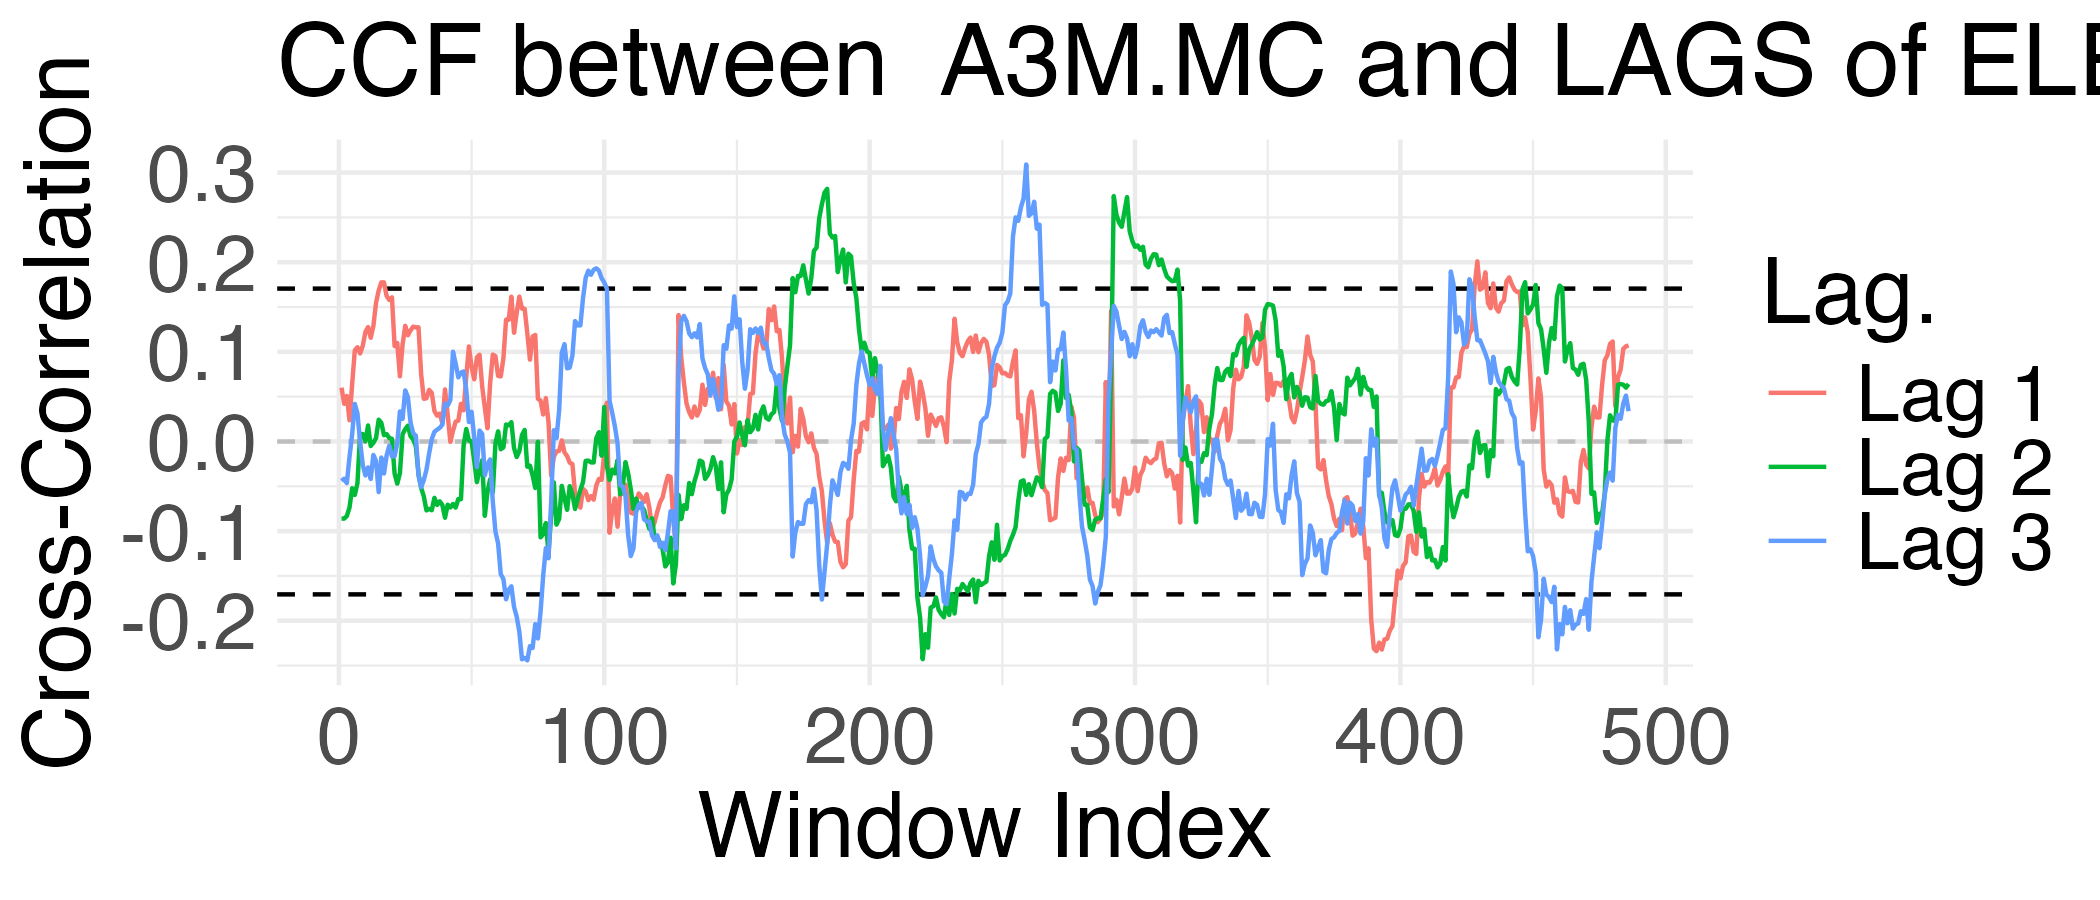 CCF between A3M.MC and LAGS of ELE
Cross-Correlation
0.3
0.2
0.1
0.0
-0.1
-0.2
0 100 200 300 400 500
Window Index
Lag.
Lag 1
Lag 2
Lag 3